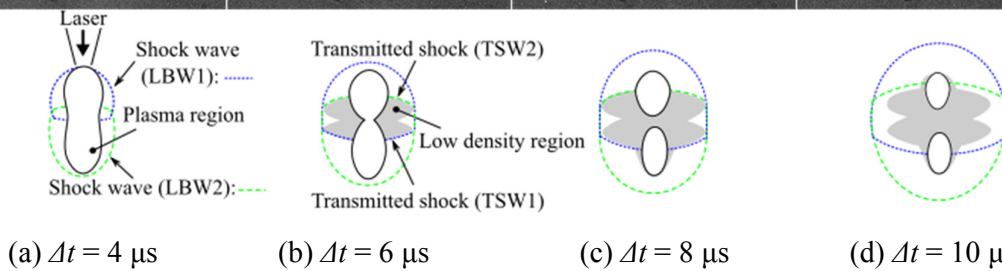 Laser
Shock wave
(LBW1):
Plasma region
Shock wave (LBW2):
Transmitted shock (TSW2)
Low density region
Transmitted shock (TSW1)
(a) Δt = 4 μs
(b) Δt = 6 μs
(c) Δt = 8 μs
(d) Δt = 10 μ